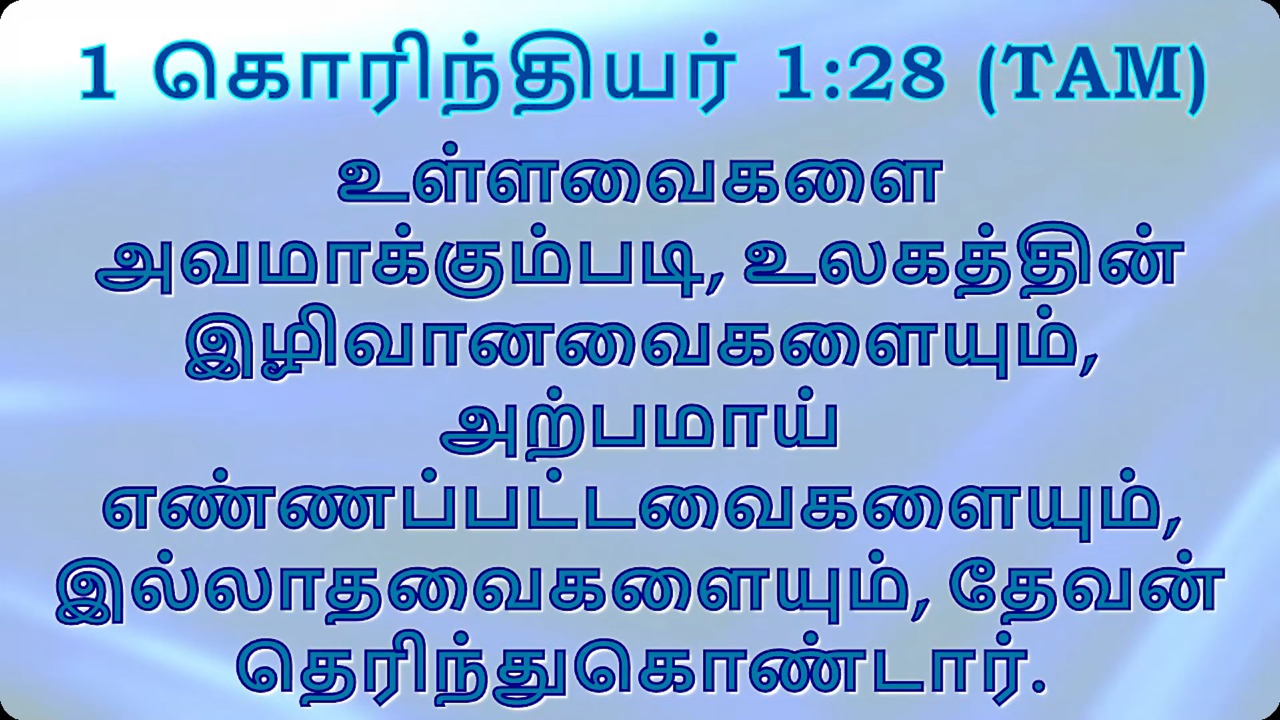 1 கொரிந்தியர் 1:28 (TAM)
உள்ளவைகளை
அவமாக்கும்படி, உலகத்தின்
இழிவானவைகளையும்,
அற்பமாய்
எண்ணப்பட்டவைகளையும்,
இல்லாதவைகளையும், தேவன்
தெரிந்துகொண்டார்.